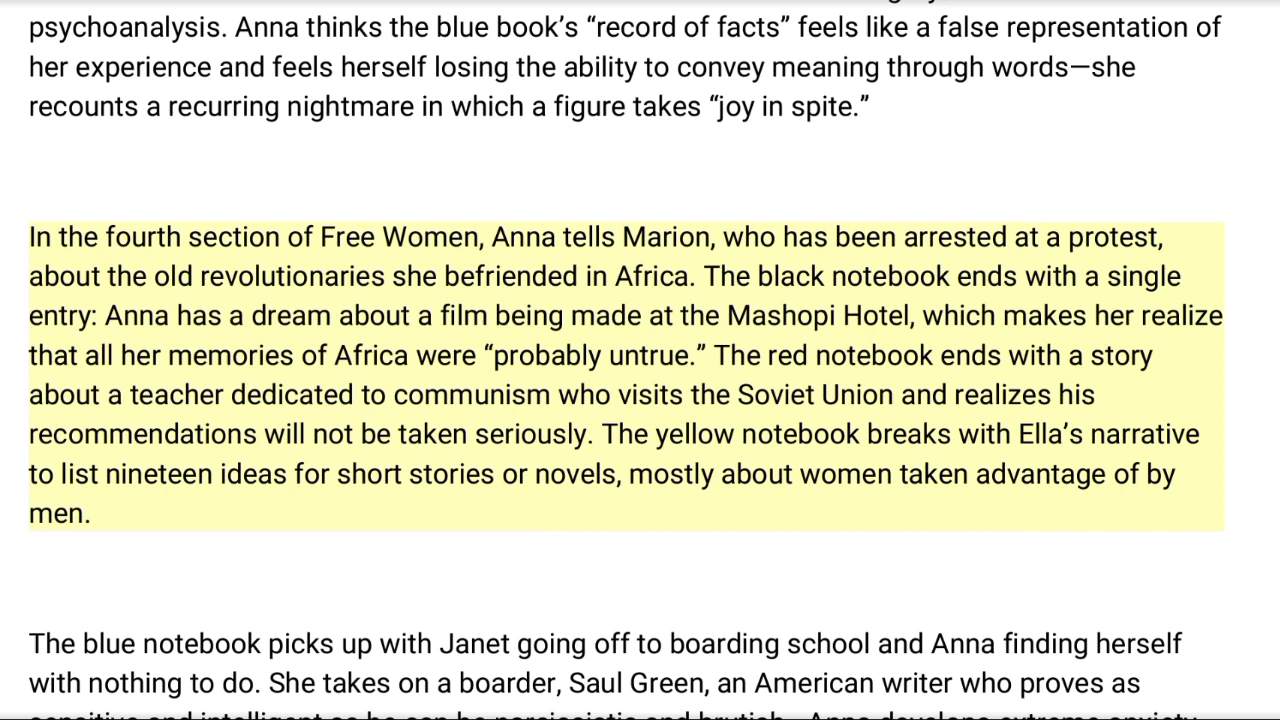 psychoanalysis. Anna thinks the blue book’s “record of facts” feels like a false representation of
her experience and feels herself losing the ability to convey meaning through words—she
recounts a recurring nightmare in which a figure takes “joy in spite.”
In the fourth section of Free Women, Anna tells Marion, who has been arrested at a protest,
about the old revolutionaries she befriended in Africa. The black notebook ends with a single
entry: Anna has a dream about a film being made at the Mashopi Hotel, which makes her realize
that all her memories of Africa were “probably untrue.” The red notebook ends with a story
about a teacher dedicated to communism who visits the Soviet Union and realizes his
recommendations will not be taken seriously. The yellow notebook breaks with Ella’s narrative
to list nineteen ideas for short stories or novels, mostly about women taken advantage of by
men.
The blue notebook picks up with Janet going off to boarding school and Anna finding herself
with nothing to do. She takes on a boarder, Saul Green, an American writer who proves as